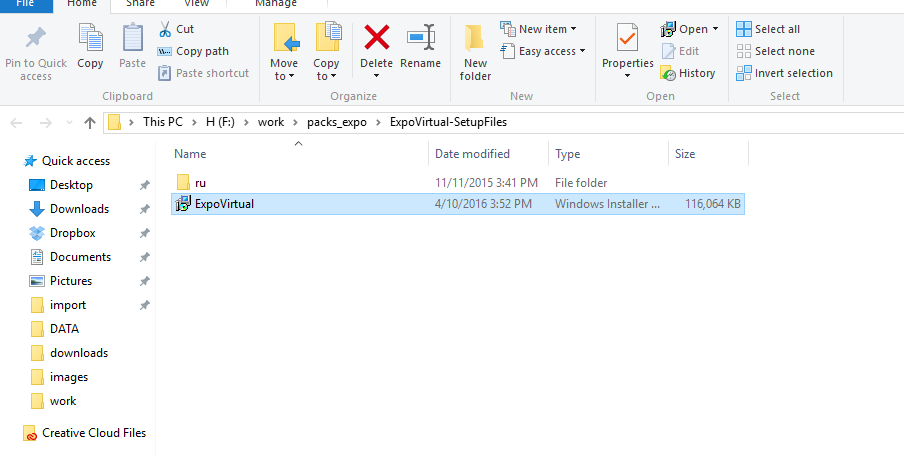 File Home Share View Manage
Pin to Quick access
Copy
Paste
Cut
Copy path
Paste shortcut
Clipboard
Move to
Copy to
Delete
Rename
Organize
New folder
New item
Easy access
New
Properties
Open
Edit
History
Open
Select all
Select none
Invert selection
Select
This PC > H (F:) > work > packs_expo > ExpoVirtual-SetupFiles
Name Date modified Type Size
ru 11/11/2015 3:41 PM File folder
ExpoVirtual 4/10/2016 3:52 PM Windows Installer ... 116,064 KB
Quick access
Desktop
Downloads
Dropbox
Documents
Pictures
import
DATA
downloads
images
work
Creative Cloud Files